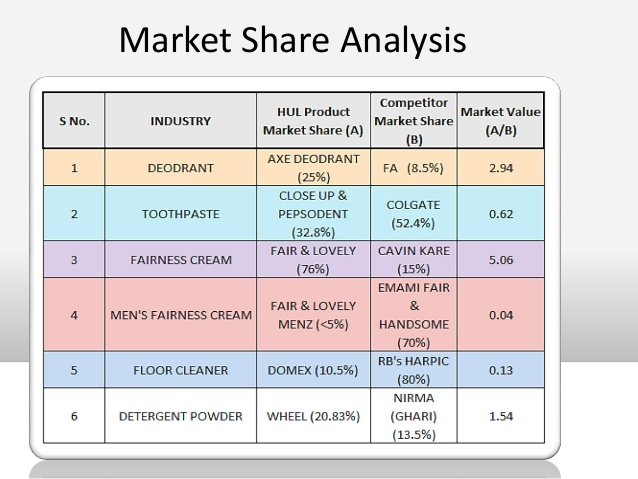 Market Share Analysis
S No.
INDUSTRY
HUL Product
Market Share (A)
Competitor
Market Share
(B)
Market Value
(A/B)
1
DEODRANT
AXE DEODRANT
(25%)
FA (8.5%)
2.94
2
TOOTHPASTE
CLOSE UP &
PEPSODENT
(32.8%)
COLGATE
(52.4%)
0.62
3
FAIRNESS CREAM
FAIR & LOVELY
(76%)
CAVIN KARE
(15%)
5.06
4
MEN'S FAIRNESS CREAM
FAIR & LOVELY
MENZ (<5%)
EMAMI FAIR
&
HANDSOME
(70%)
0.04
5
FLOOR CLEANER
DOMEX (10.5%)
RB's HARPIC
(80%)
0.13
6
DETERGENT POWDER
WHEEL (20.83%)
NIRMA
(GHARI)
(13.5%)
1.54